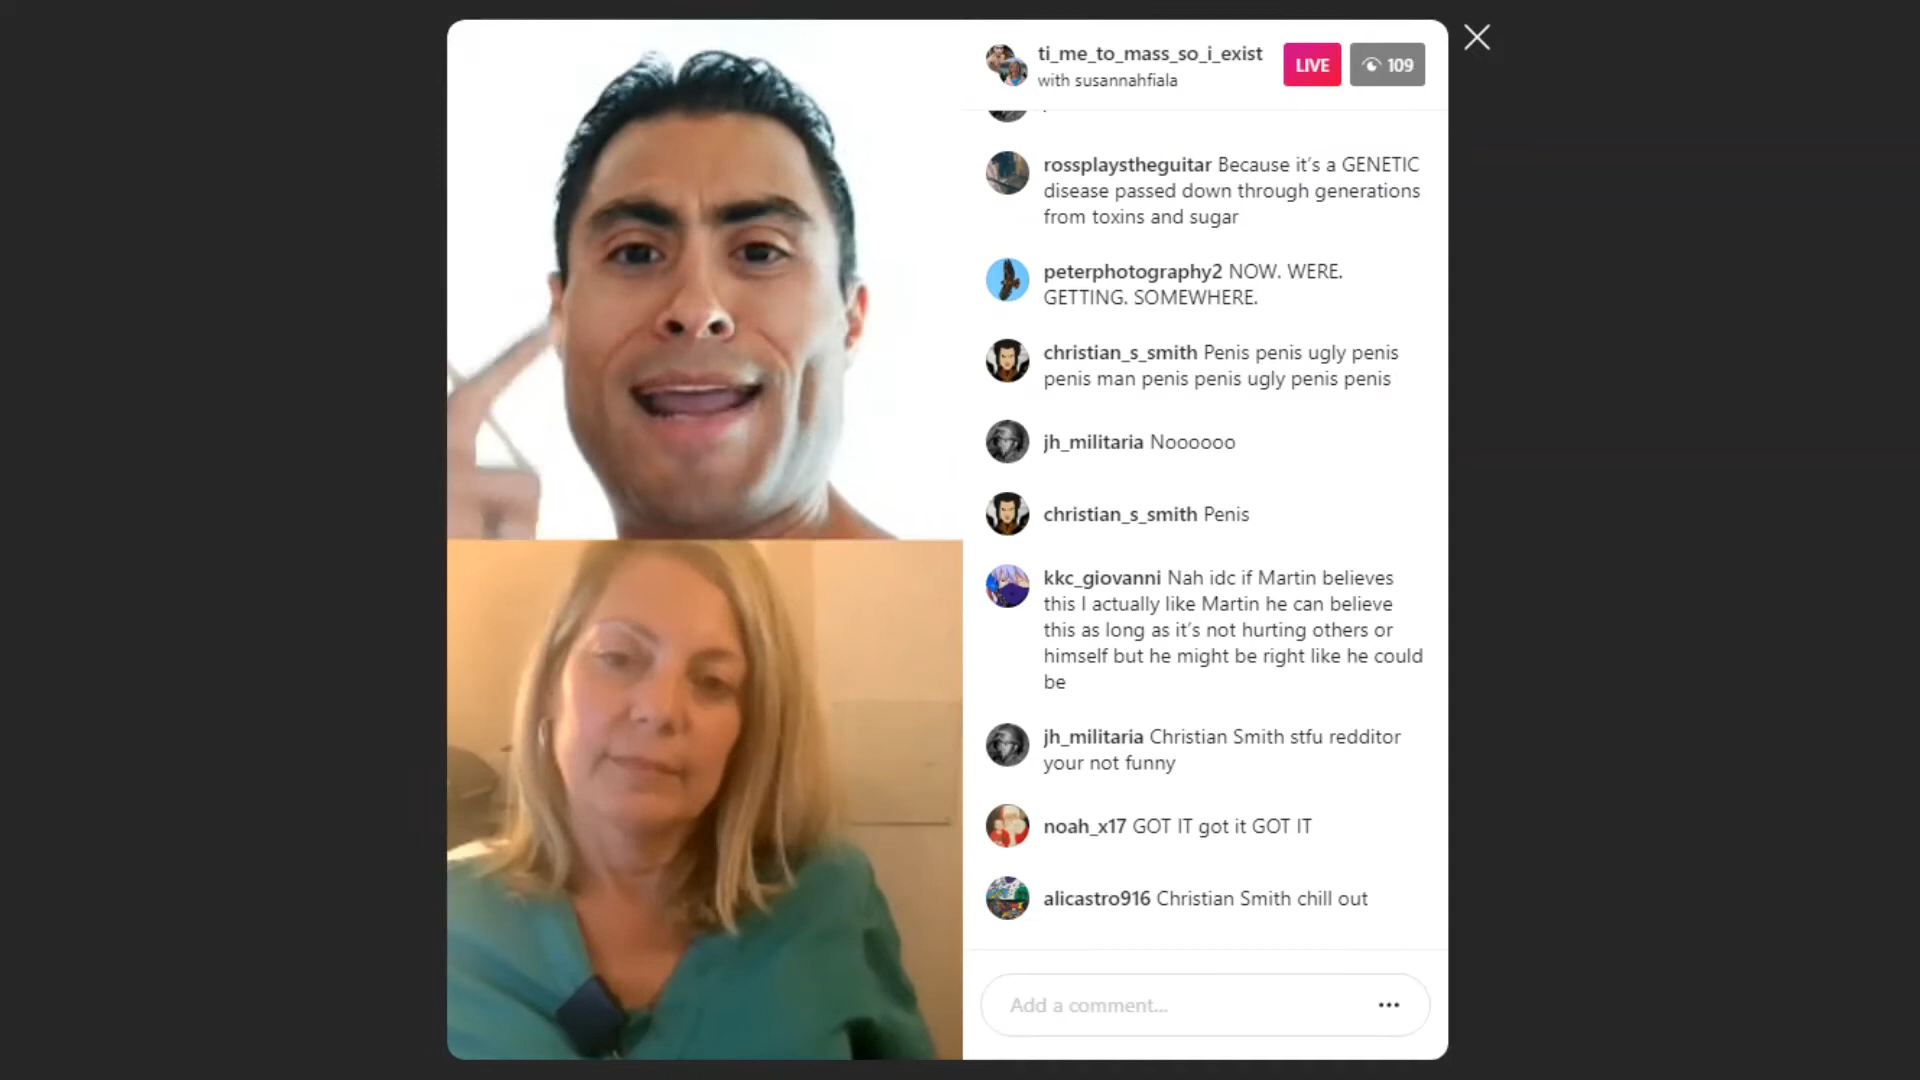 ti_me_to_mass_so_i_exist
with susannahfiala
LIVE
109
rossplaystheguitar Because it’s a GENETIC
disease passed down through generations
from toxins and sugar
peterphotography2 NOW. WERE.
GETTING. SOMEWHERE.
christian_s_smith Penis penis ugly penis
penis man penis penis ugly penis penis
jh_militaria Noooooo
christian_s_smith Penis
kkc_giovanni Nah idc if Martin believes
this I actually like Martin he can believe
this as long as it’s not hurting others or
himself but he might be right like he could
be
jh_militaria Christian Smith stfu redditor
your not funny
noah_x17 GOT IT got it GOT IT
alicastro916 Christian Smith chill out
Add a comment...